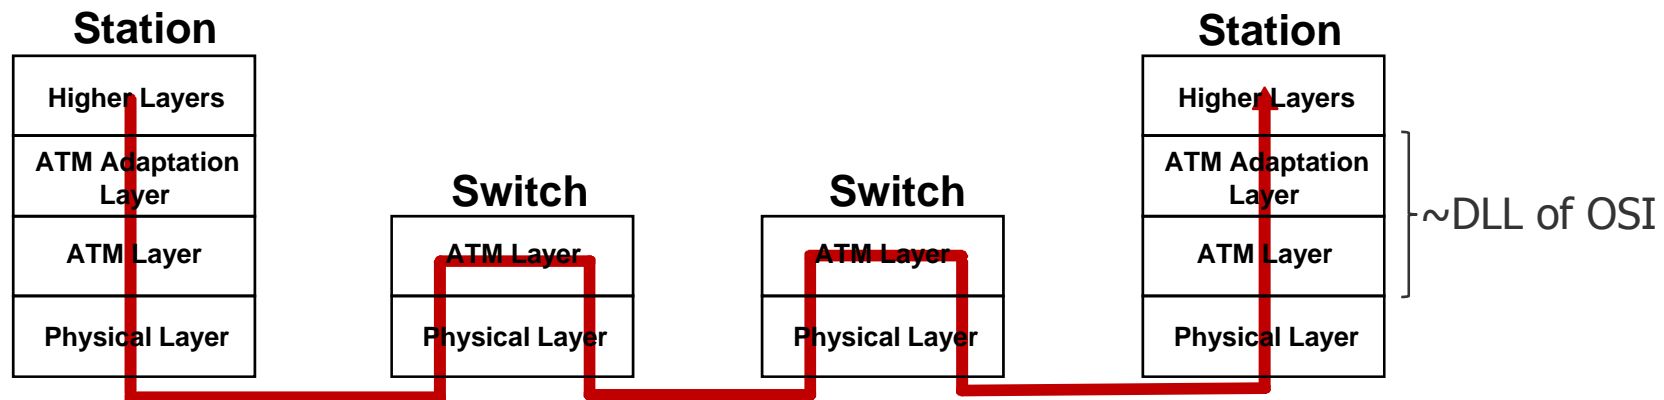 Station
Higher Layers
ATM Adaptation
Layer
ATM Layer
Physical Layer
Switch
ATM Layer
Physical Layer
Switch
ATM Layer
Physical Layer
Station
Higher Layers
ATM Adaptation
Layer
ATM Layer
Physical Layer
~DLL of OSI